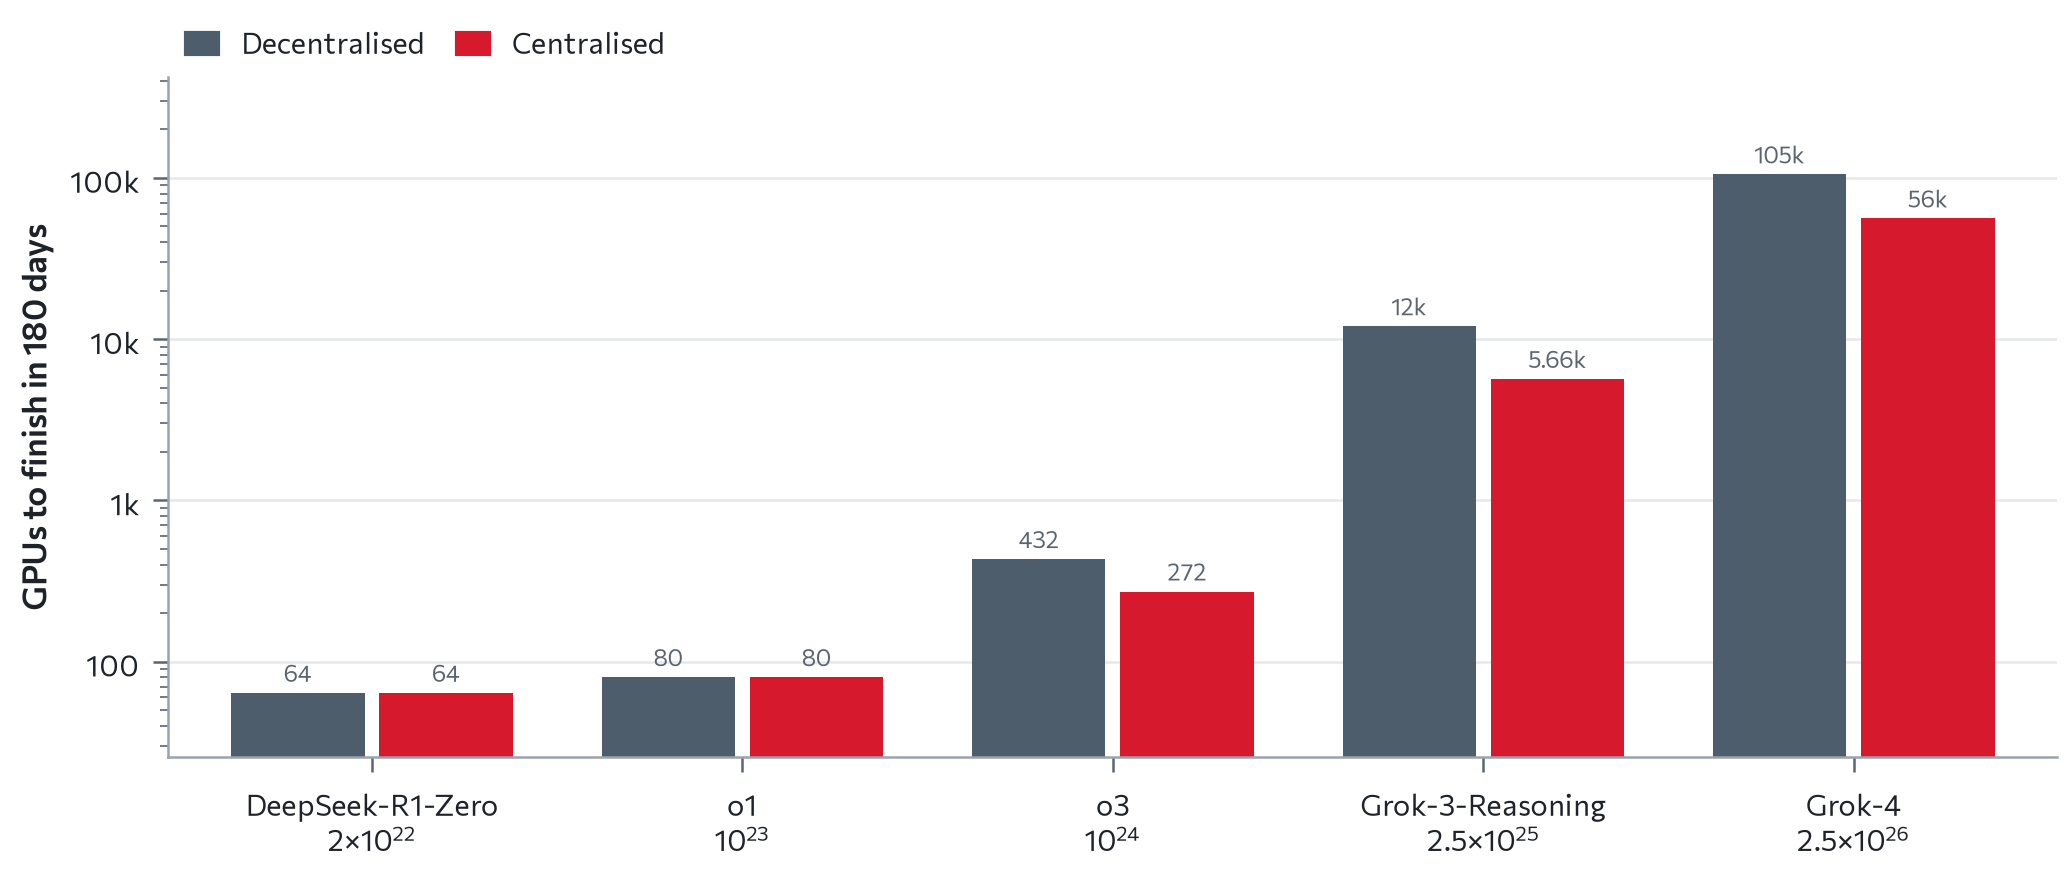 Decentralised Centralised
GPUs to finish in 180 days
100k
10k
1k
100
105k
56k
12k
5.66k
432
272
80
80
64
64
DeepSeek-R1-Zero o1 o3 Grok-3-Reasoning Grok-4
2×10²² 10²³ 10²⁴ 2.5×10²⁵ 2.5×10²⁶